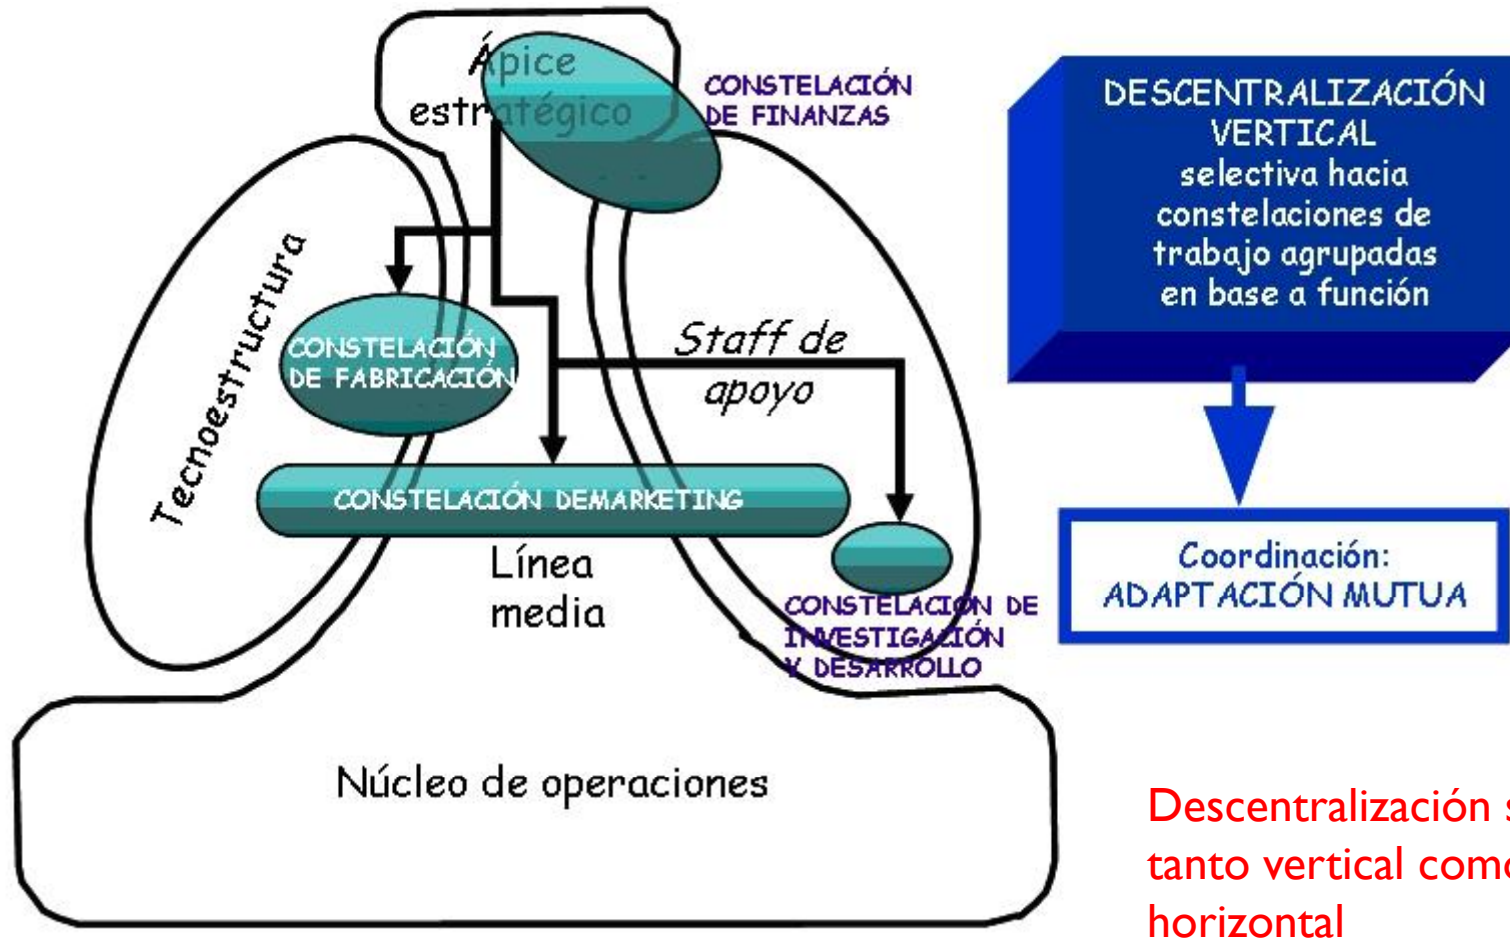 Ápice
estratégico
CONSTELACIÓN
DE FINANZAS
Tecnoestructura
CONSTELACIÓN
DE FABRICACIÓN
Staff de
apoyo
CONSTELACIÓN DEMARKETING
Línea
media
CONSTELACIÓN DE
INVESTIGACIÓN
Y DESARROLLO
Núcleo de operaciones
DESCENTRALIZACIÓN
VERTICAL
selectiva hacia
constelaciones de
trabajo agrupadas
en base a función
Coordinación:
ADAPTACIÓN MUTUA
Descentralización
tanto vertical como
horizontal